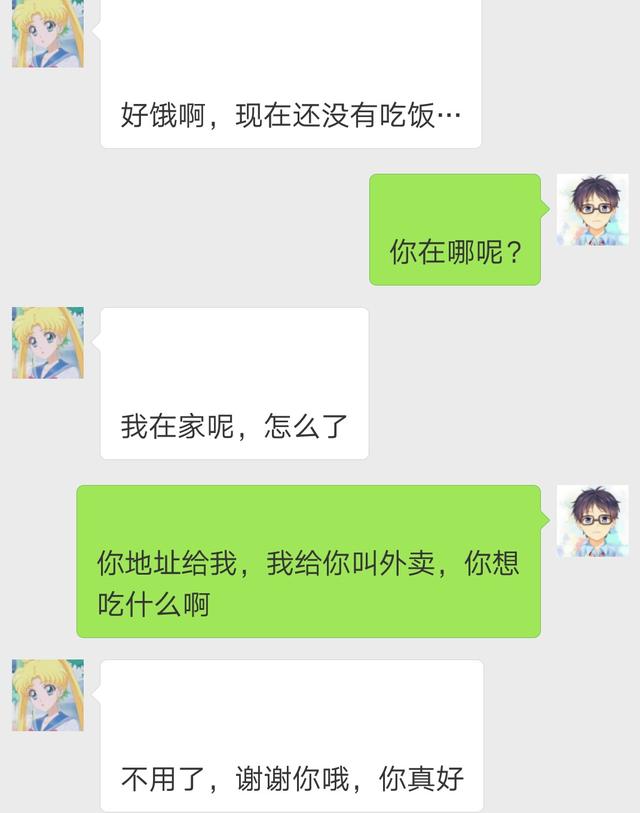 好饿啊，现在还没有吃饭…
你在哪呢？
我在家呢，怎么了
你地址给我，我给你叫外卖，你想
吃什么啊
不用了，谢谢你哦，你真好